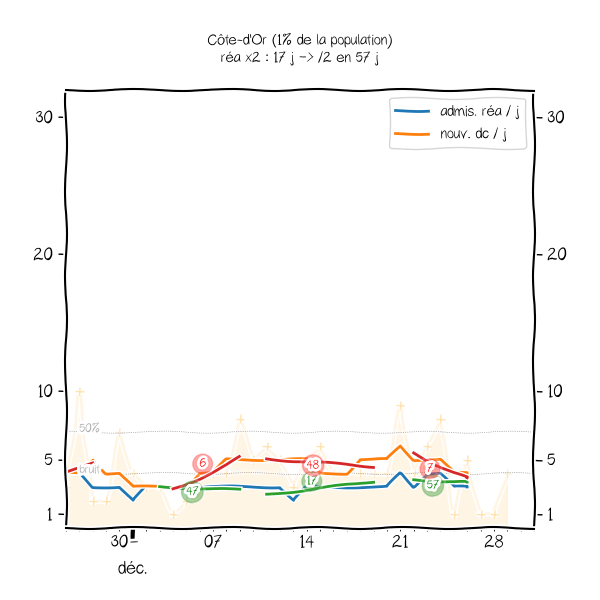 Côte-d'Or (1% de la population)
réa x2 : 17 j -> /2 en 57 j
admis. réa / j
nouv. dc / j
30 30
20 20
10 10
50%
5 5
bruit
6 48 7
47 17 57
1 1
30 07 14 21 28
déc.